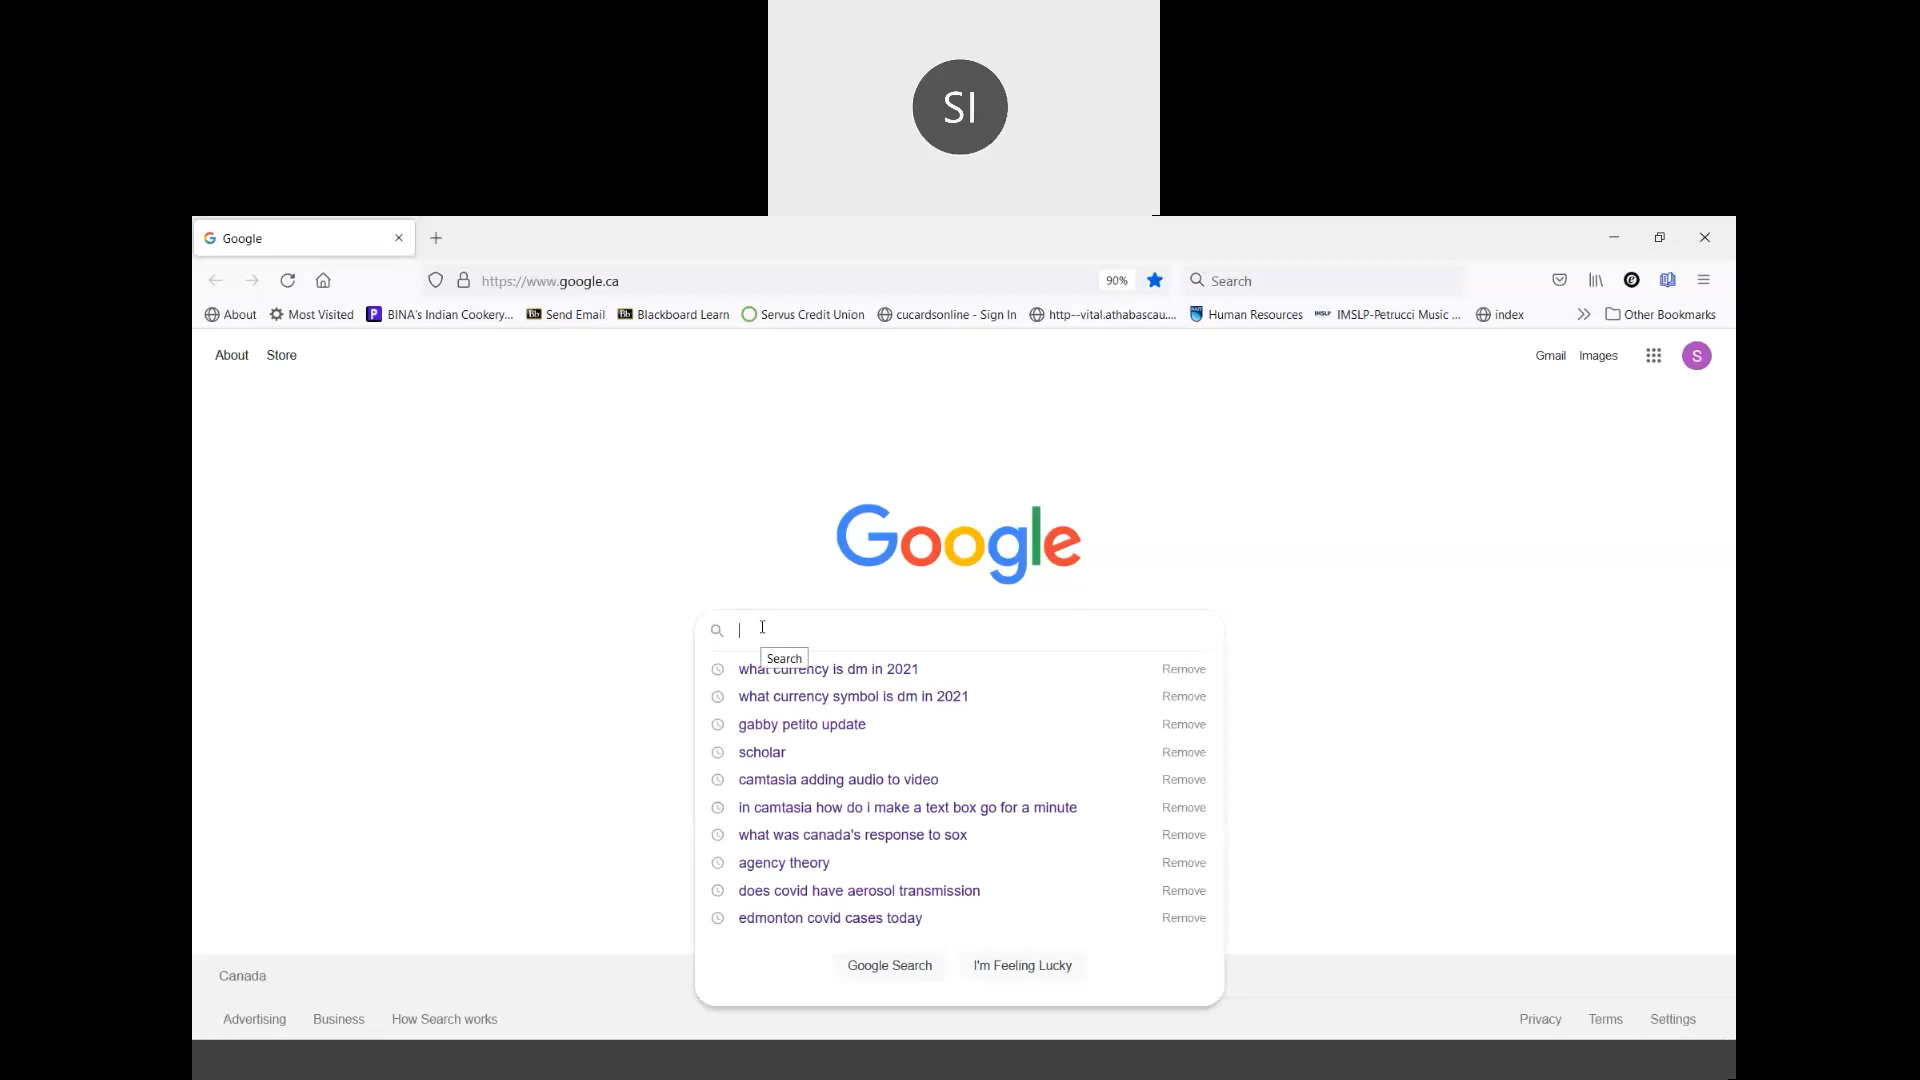 SI
Google
https://www.google.ca
90%
Search
About
Most Visited
BINA's Indian Cookery...
Send Email
Blackboard Learn
Servus Credit Union
cucardsonline - Sign In
http--vital.athabascau....
Human Resources
IMSLP-Petrucci Music ...
index
Other Bookmarks
About Store
Gmail Images
S
Google
Search
what currency is dm in 2021 Remove
what currency symbol is dm in 2021 Remove
gabby petito update Remove
scholar Remove
camtasia adding audio to video Remove
in camtasia how do i make a text box go for a minute Remove
what was canada's response to sox Remove
agency theory Remove
does covid have aerosol transmission Remove
edmonton covid cases today Remove
Google Search I'm Feeling Lucky
Canada
Advertising Business How Search works
Privacy Terms Settings